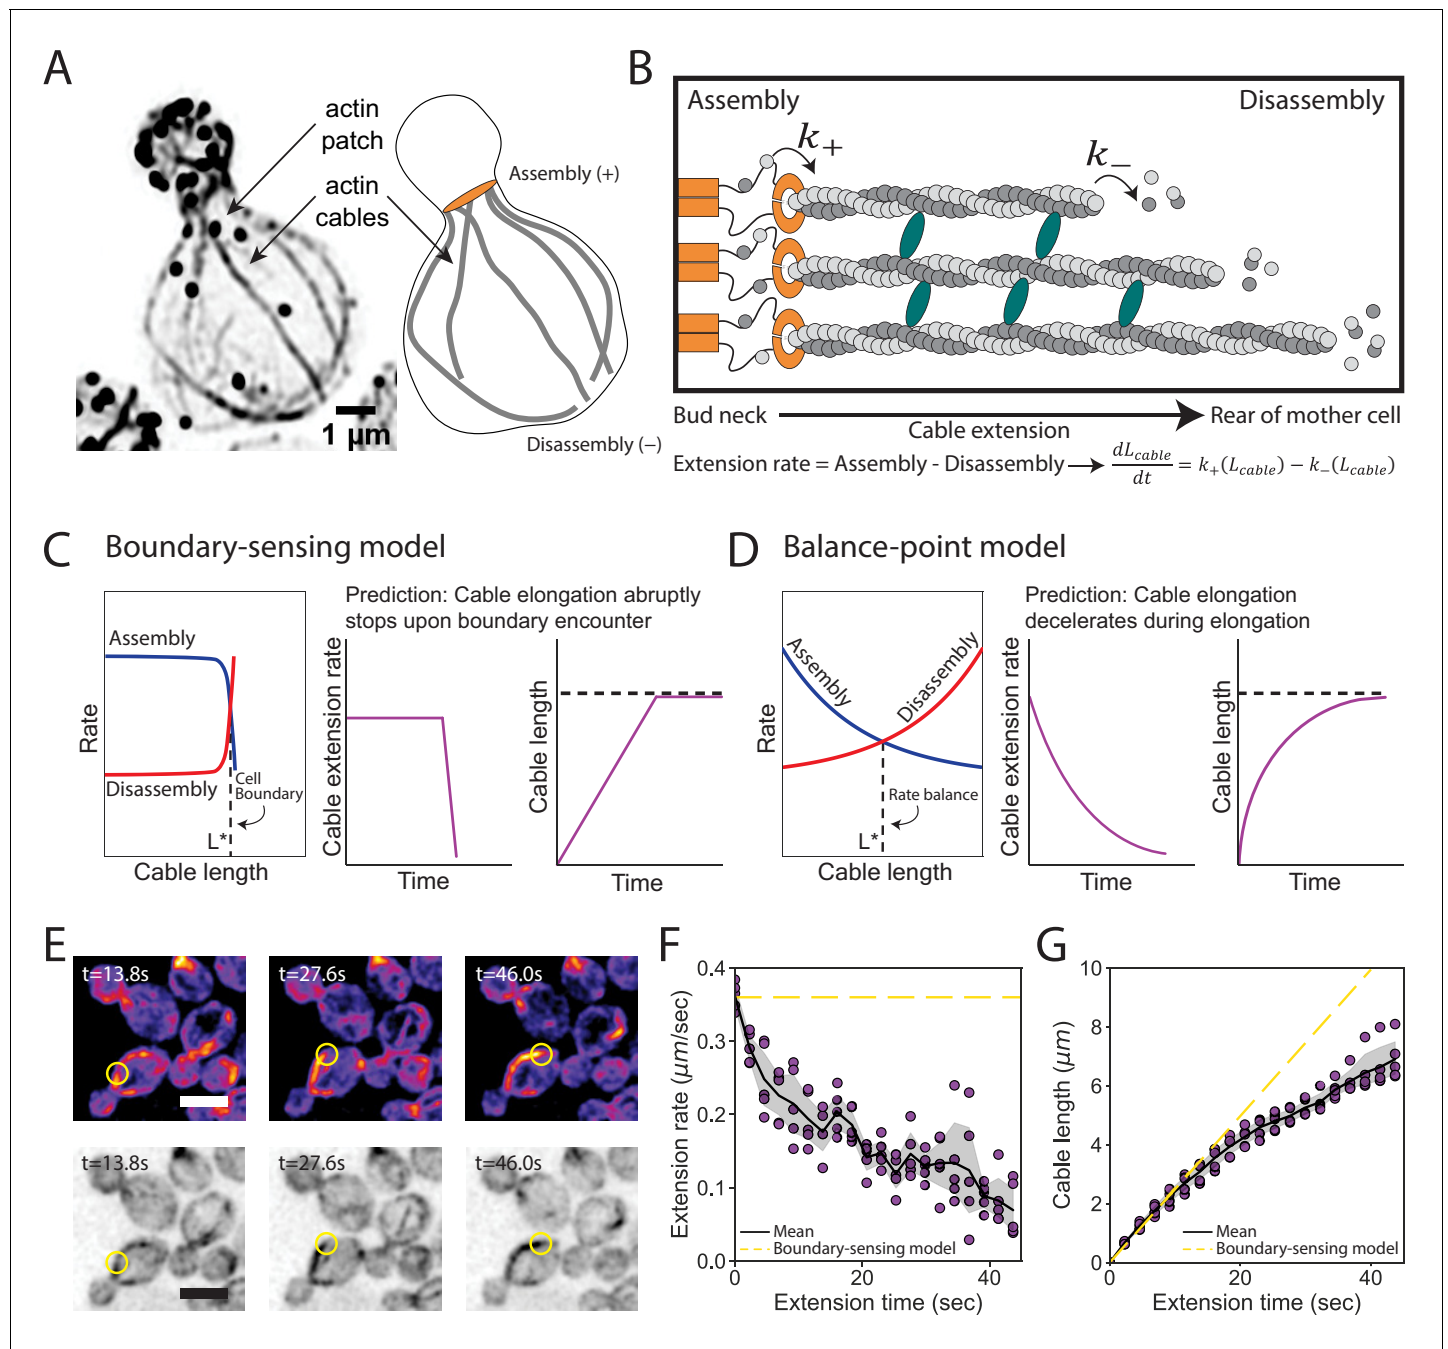 A
actin
patch
actin
cables
Assembly (+)
Disassembly (−)
1 µm
B
Assembly
Disassembly
k+
k−
Bud neck
Cable extension
Rear of mother cell
Extension rate = Assembly - Disassembly → dL_cable/dt = k+(L_cable) − k−(L_cable)
C Boundary-sensing model
Assembly
Disassembly
Cell
Boundary
L*
Rate
Cable length
Prediction: Cable elongation abruptly
stops upon boundary encounter
Cable extension rate
Time
Cable length
Time
D Balance-point model
Assembly
Disassembly
Rate balance
L*
Rate
Cable length
Prediction: Cable elongation
decelerates during elongation
Cable extension rate
Time
Cable length
Time
E
t=13.8s
t=27.6s
t=46.0s
t=13.8s
t=27.6s
t=46.0s
F
Extension rate (µm/sec)
0.4
0.3
0.2
0.1
0.0
Mean
Boundary-sensing model
0
20
40
Extension time (sec)
G
Cable length (µm)
10
8
6
4
2
0
Mean
Boundary-sensing model
0
20
40
Extension time (sec)